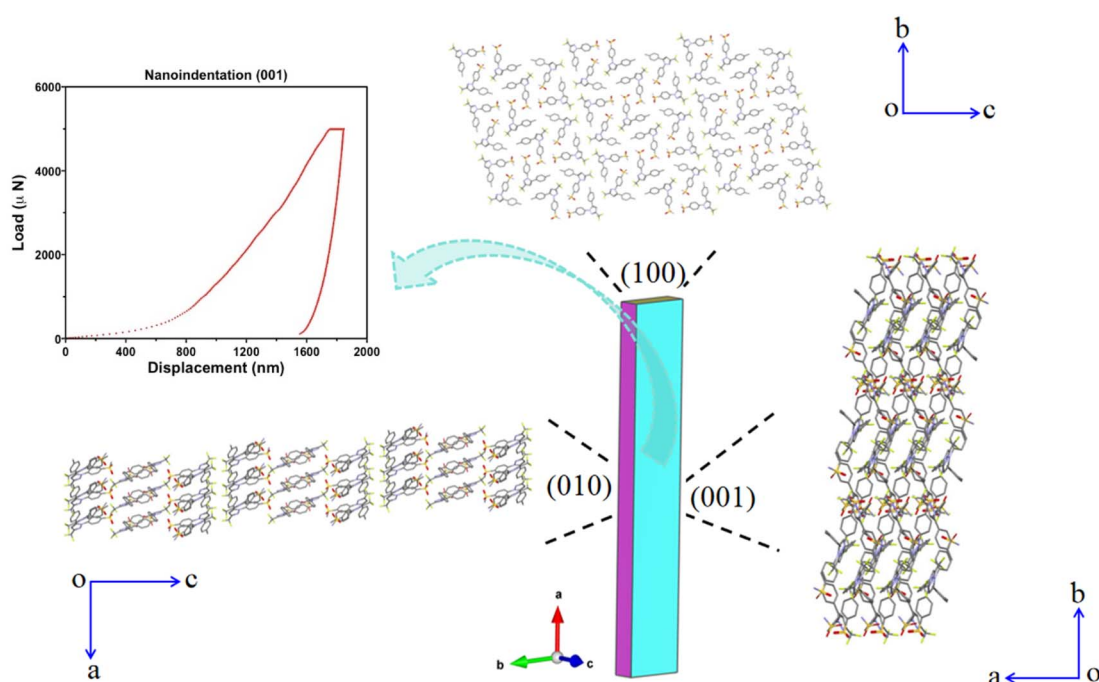 Nanoindentation (001)
6000
4000
2000
0
Load (μ N)
0 400 800 1200 1600 2000
Displacement (nm)
b
o c
(100)
(010)
(001)
o c
a
a
b c
b
a o